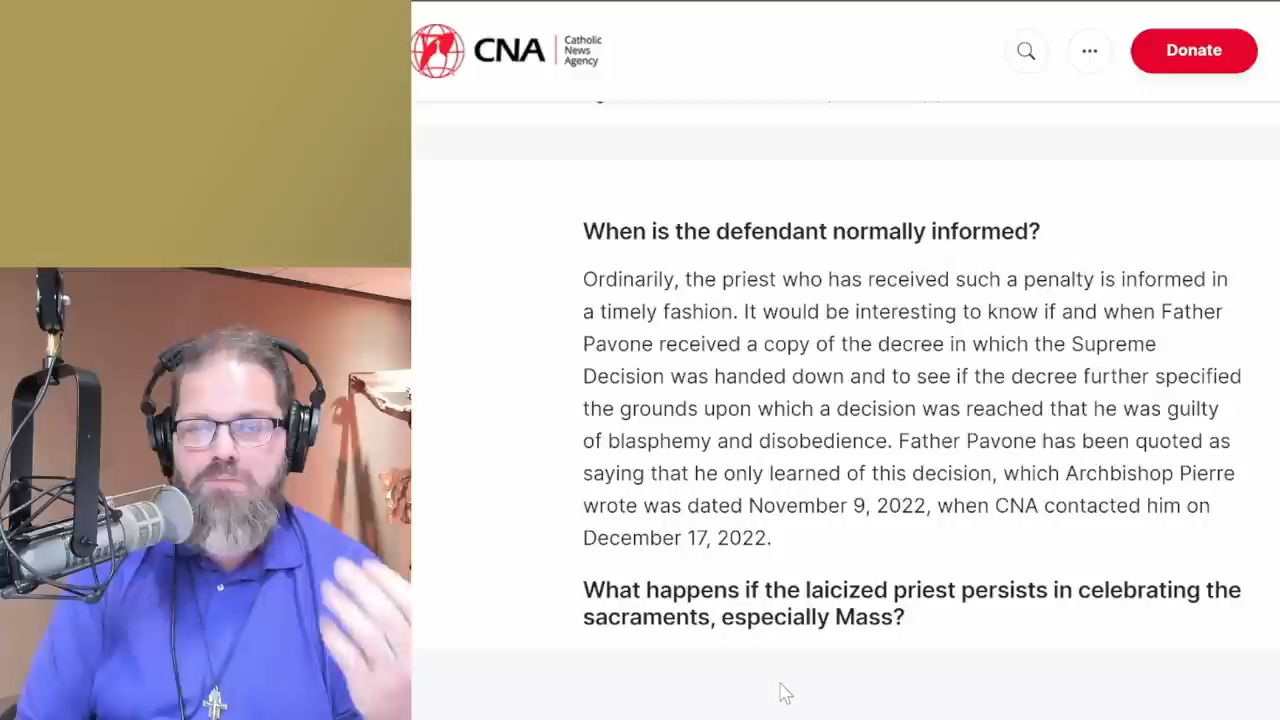 CNA
Catholic
News
Agency
Donate
When is the defendant normally informed?
Ordinarily, the priest who has received such a penalty is informed in
a timely fashion. It would be interesting to know if and when Father
Pavone received a copy of the decree in which the Supreme
Decision was handed down and to see if the decree further specified
the grounds upon which a decision was reached that he was guilty
of blasphemy and disobedience. Father Pavone has been quoted as
saying that he only learned of this decision, which Archbishop Pierre
wrote was dated November 9, 2022, when CNA contacted him on
December 17, 2022.
What happens if the laicized priest persists in celebrating the
sacraments, especially Mass?